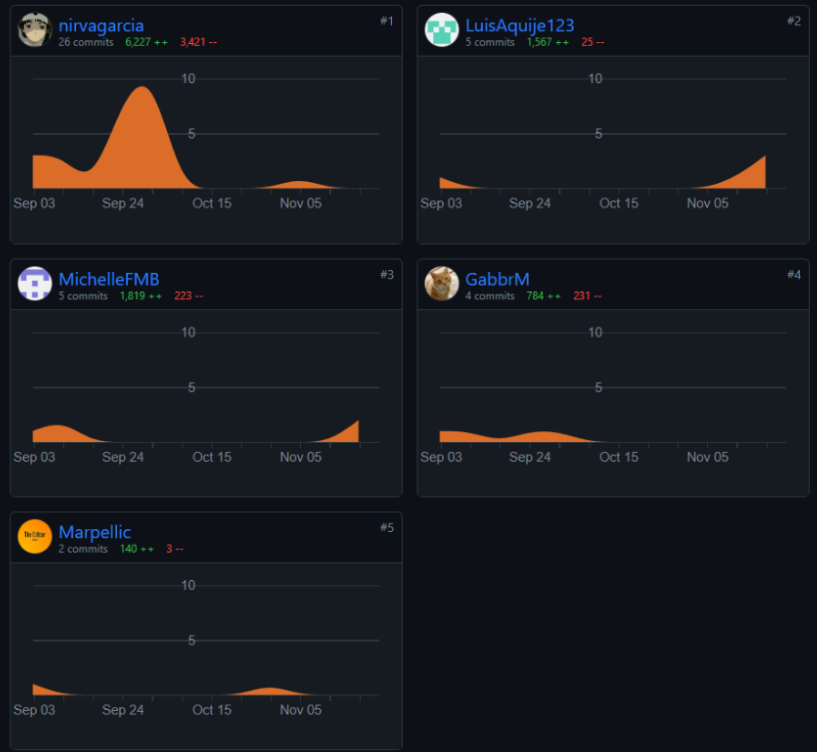 nirvagarcia #1
26 commits 6,227 ++ 3,421 --
10
5
Sep 03 Sep 24 Oct 15 Nov 05
LuisAquije123 #2
5 commits 1,567 ++ 25 --
10
5
Sep 03 Sep 24 Oct 15 Nov 05
MichelleFMB #3
5 commits 1,819 ++ 223 --
10
5
Sep 03 Sep 24 Oct 15 Nov 05
GabbrM #4
4 commits 784 ++ 231 --
10
5
Sep 03 Sep 24 Oct 15 Nov 05
The Editor
Marpellic #5
2 commits 140 ++ 3 --
10
5
Sep 03 Sep 24 Oct 15 Nov 05